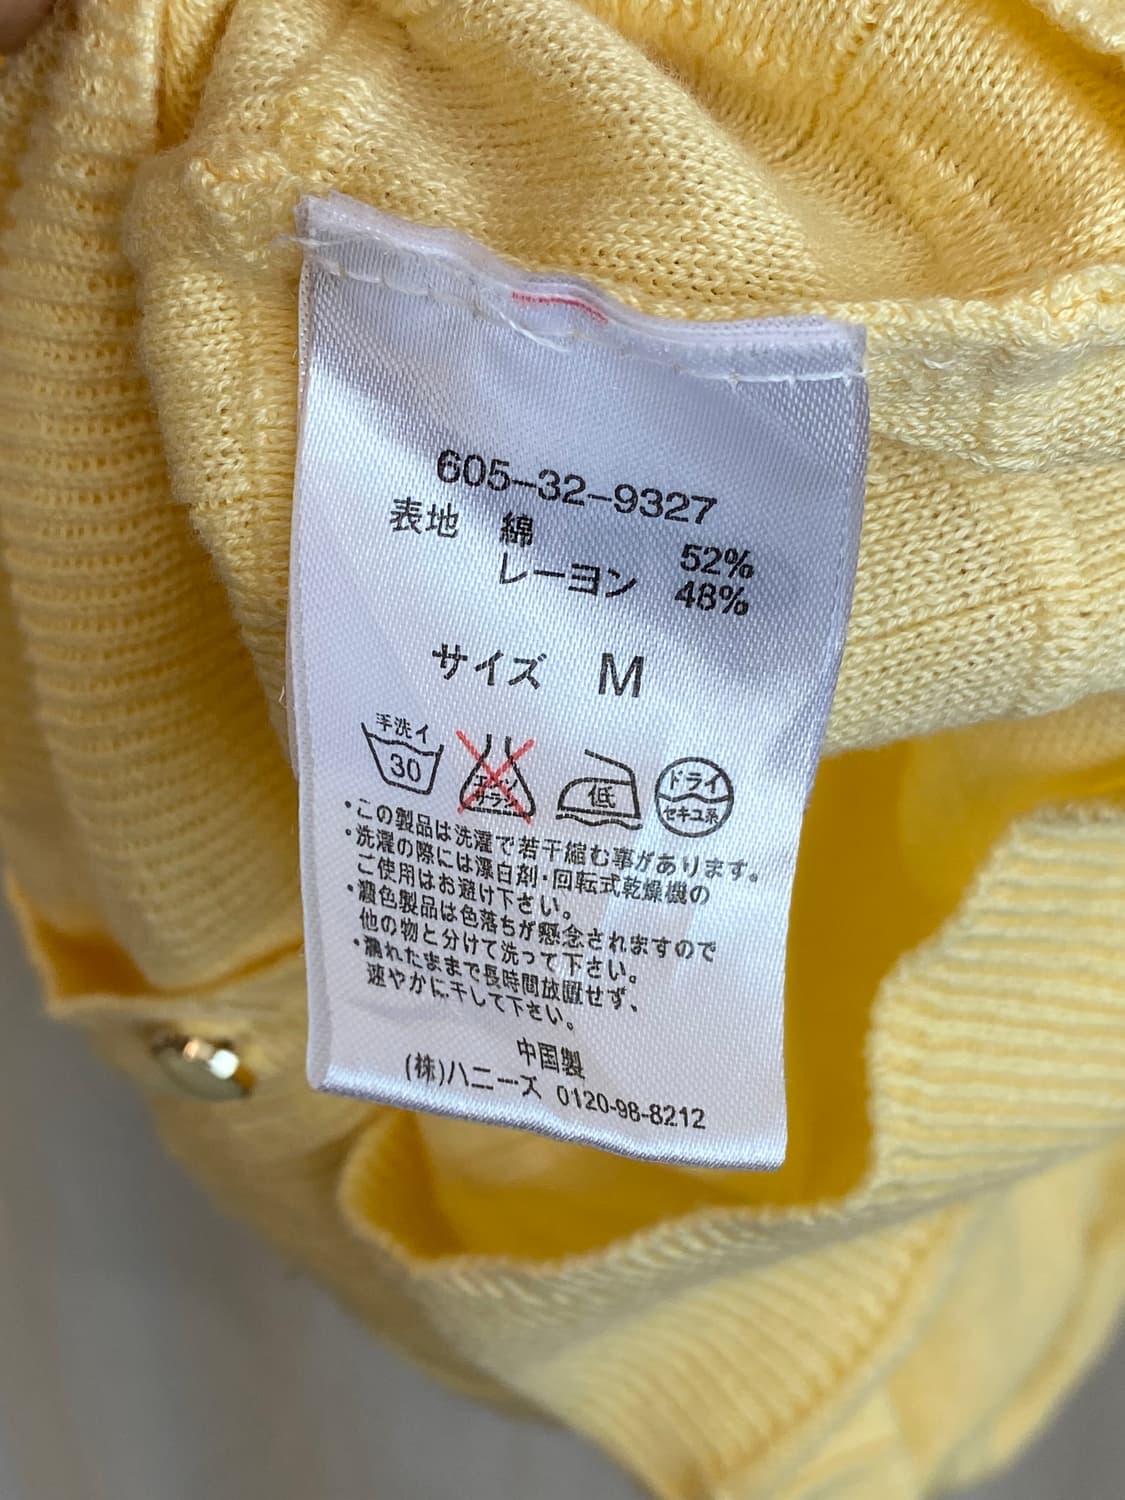 605-32-9327
表地 綿 52%
レーヨン 48%
サイズ M
手洗イ
30
エンソ
サラシ
低
ドライ
セキユ系
・この製品は洗濯で若干縮む事があります。
・洗濯の際には漂白剤・回転式乾燥機の
ご使用はお避け下さい。
・濃色製品は色落ちが懸念されますので
他の物と分けて洗って下さい。
・濡れたままで長時間放置せず、
速やかに干して下さい。
中国製
(株)ハニーズ 0120-98-8212